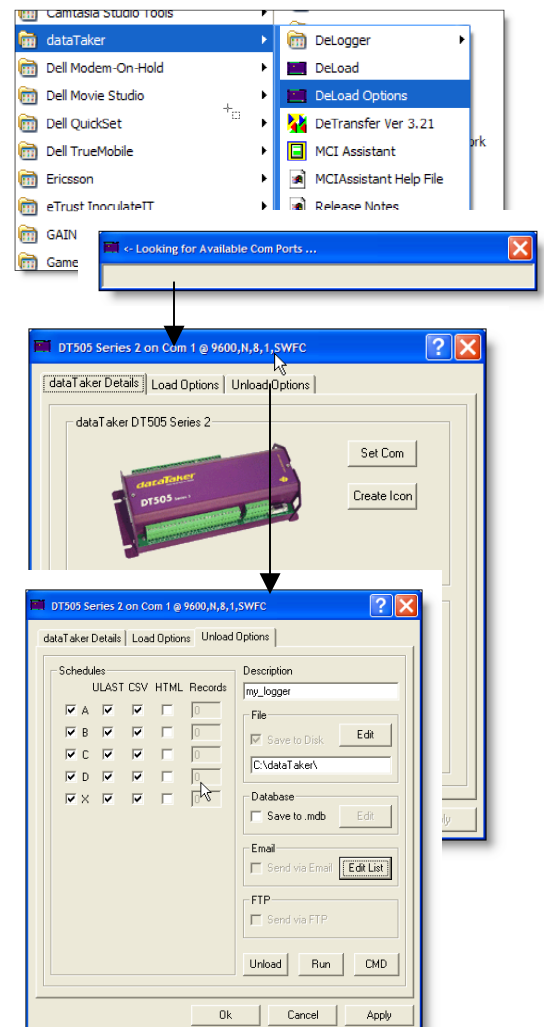 Camtasia Studio Tools
dataTaker
Dell Modem-On-Hold
Dell Movie Studio
Dell QuickSet
Dell TrueMobile
Ericsson
eTrust InoculateIT
GAIN
Game
DeLogger
DeLoad
DeLoad Options
DeTransfer Ver 3.21
MCI Assistant
MCIAssistant Help File
Release Notes
ork
<- Looking for Available Com Ports ...
DT505 Series 2 on Com 1 @ 9600,N,8,1,SWFC
dataTaker Details Load Options Unload Options
dataTaker DT505 Series 2
dataTaker
DT505 Series 2
Set Com
Create Icon
DT505 Series 2 on Com 1 @ 9600,N,8,1,SWFC
dataTaker Details Load Options Unload Options
Schedules
ULAST CSV HTML Records
A 0
B 0
C 0
D 0
X 0
Description
my_logger
File
Save to Disk Edit
C:\dataTaker\
Database
Save to .mdb Edit
Email
Send via Email Edit List
FTP
Send via FTP
Unload Run CMD
Ok Cancel Apply
ly